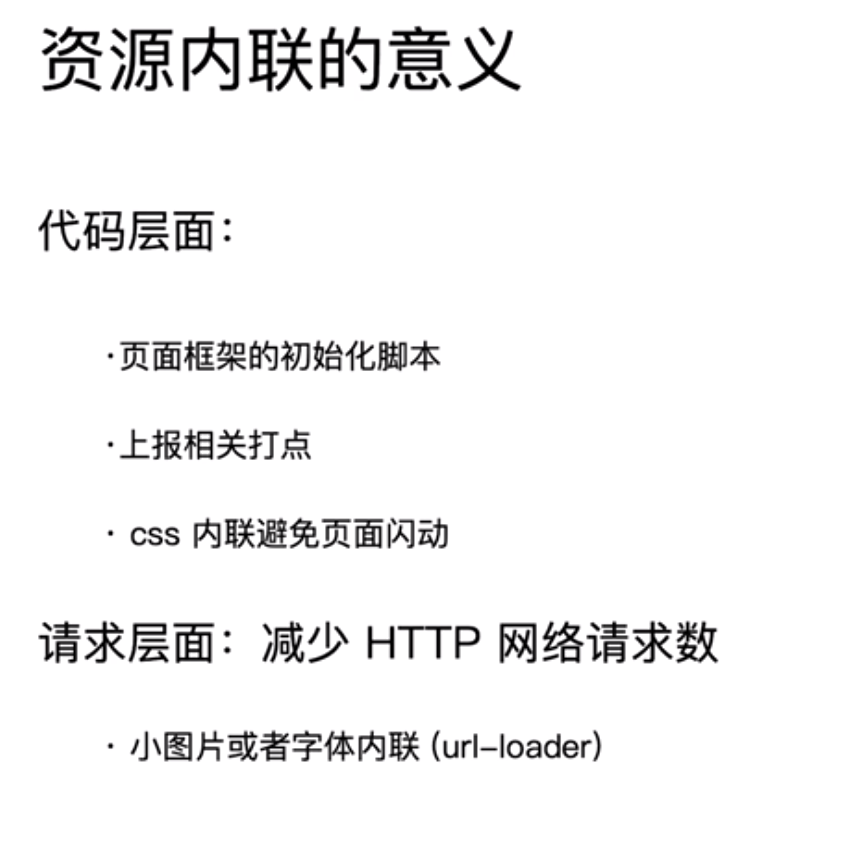 资源内联的意义
代码层面：
·页面框架的初始化脚本
·上报相关打点
· css 内联避免页面闪动
请求层面：减少 HTTP 网络请求数
· 小图片或者字体内联 (url-loader)